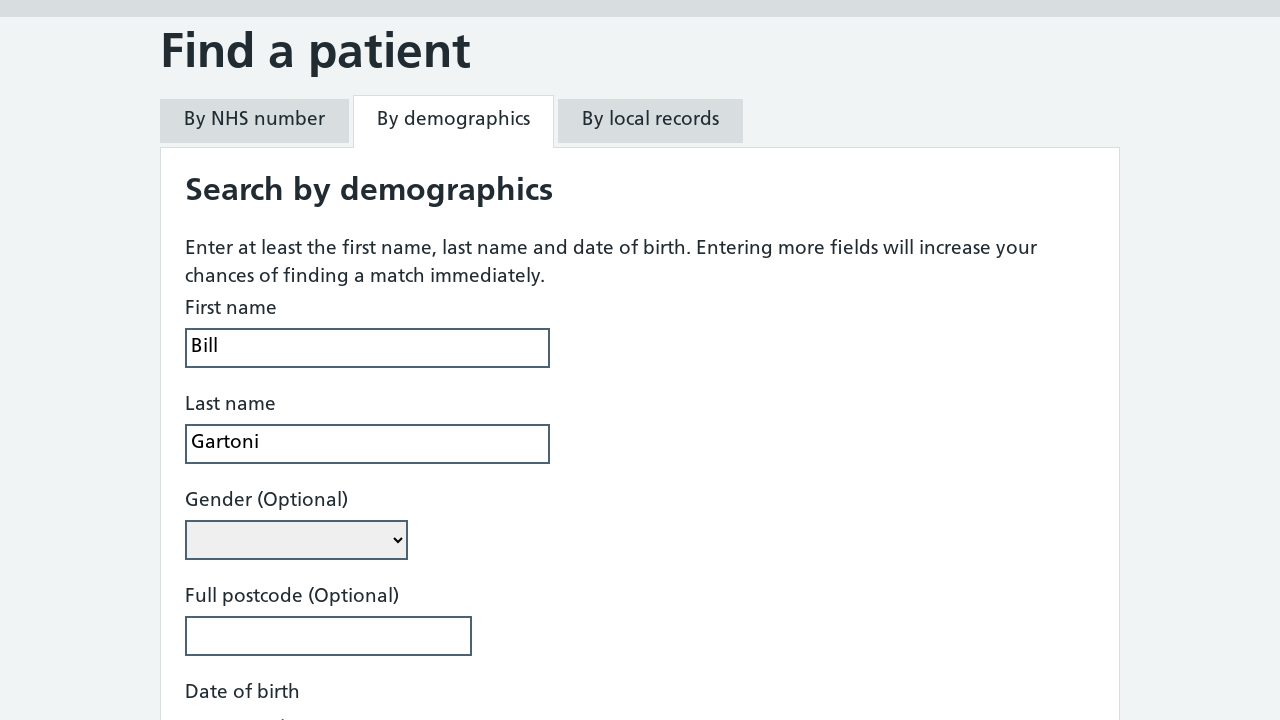 Find a patient
By NHS number
By demographics
By local records
Search by demographics
Enter at least the first name, last name and date of birth. Entering more fields will increase your
chances of finding a match immediately.
First name
Bill
Last name
Gartoni
Gender (Optional)
Full postcode (Optional)
Date of birth